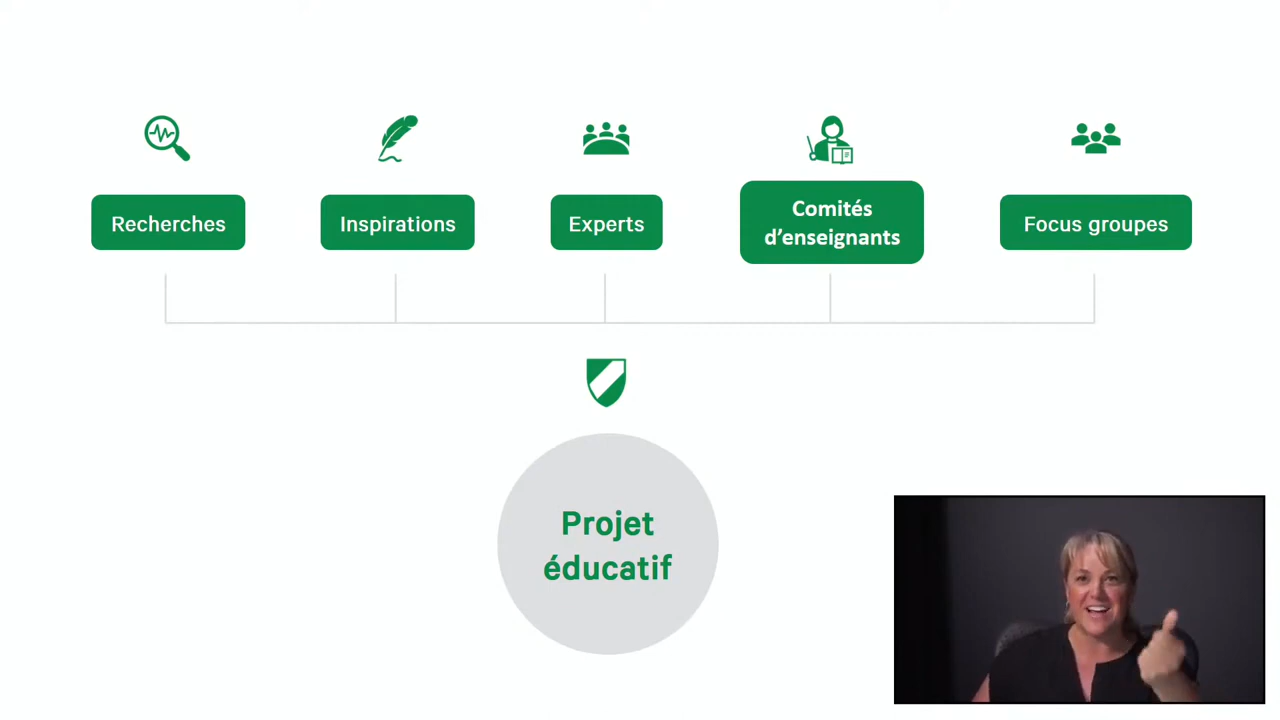 Recherches
Inspirations
Experts
Comités
d’enseignants
Focus groupes
Projet
éducatif